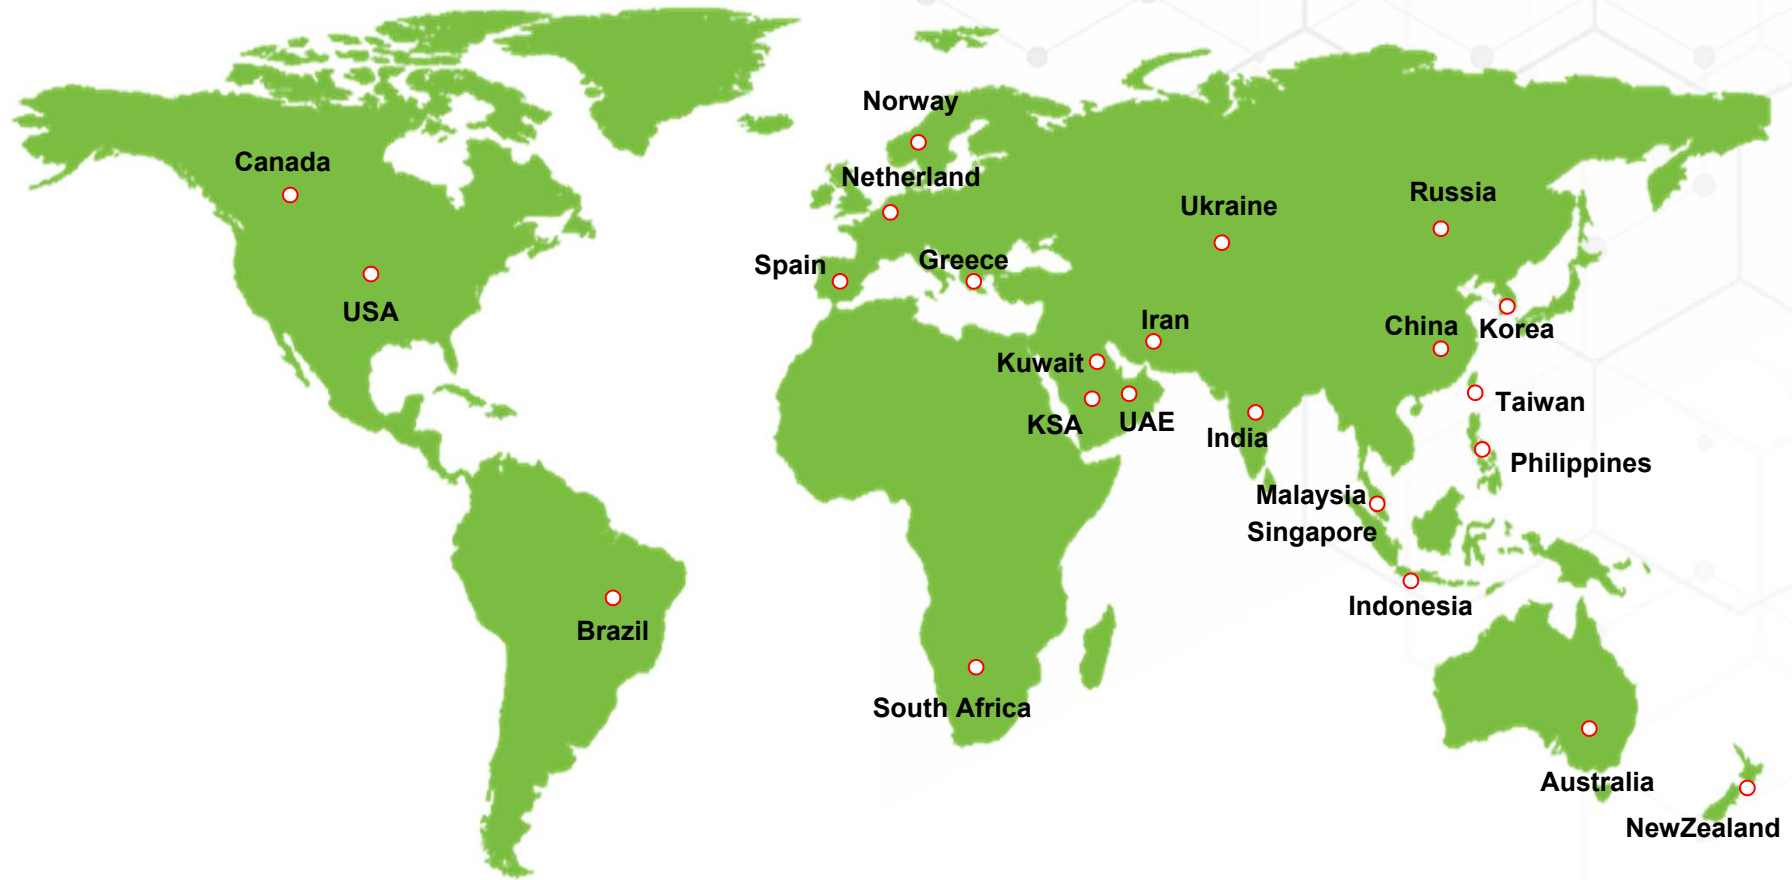 Norway
Canada
Netherland
Russia
Ukraine
Greece
Spain
USA
Iran
China
Korea
Kuwait
Taiwan
KSA
UAE
India
Philippines
Malaysia
Singapore
Indonesia
Brazil
South Africa
Australia
NewZealand